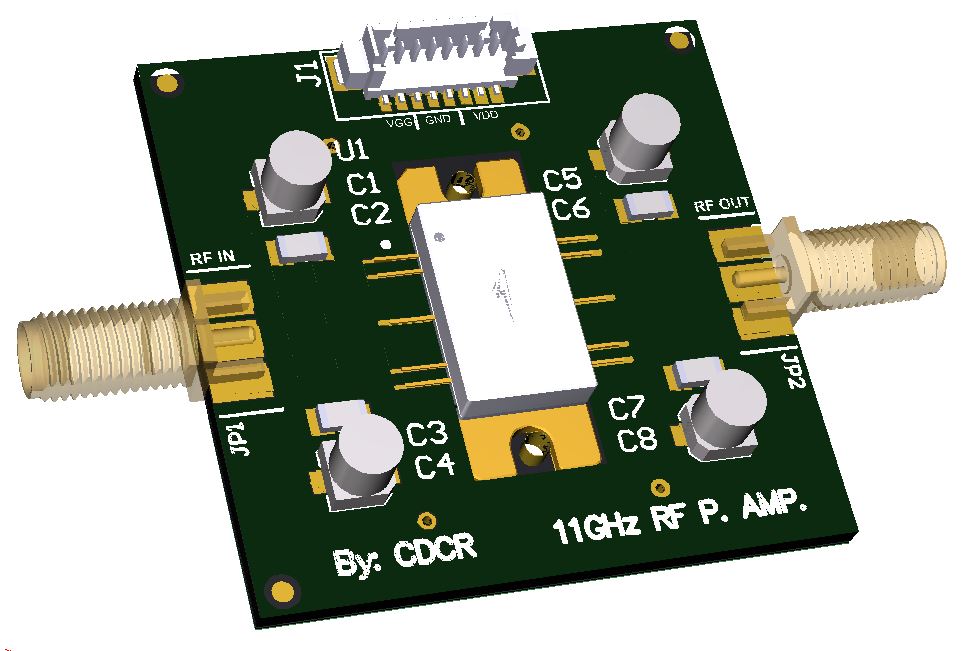 J1
VGG GND VDD
U1
C1
C2
C5
C6
RF IN
RF OUT
JP1
JP2
C3
C4
C7
C8
By: CDCR
11GHz RF P. AMP.